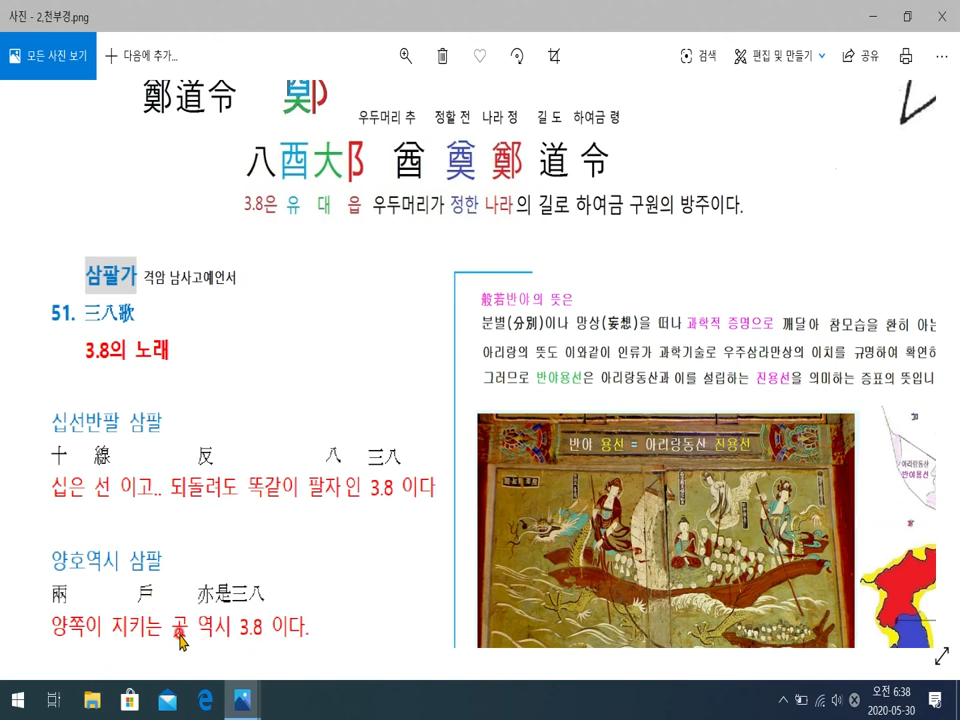 사진 - 2,천부경.png
모든 사진 보기
다음에 추가...
검색
편집 및 만들기
공유
鄭道令 鄭
우두머리 추 정할 전 나라 정 길 도 하여금 령
八酉大阝 酋 奠 鄭 道 令
3.8은 유 대 읍 우두머리가 정한 나라의 길로 하여금 구원의 방주이다.
삼팔가 격암 남사고예언서
51. 三八歌
3.8의 노래
십선반팔 삼팔
十 線 反 八 三八
십은 선 이고.. 되돌려도 똑같이 팔자인 3.8 이다
양호역시 삼팔
兩 戶 亦是三八
양쪽이 지키는 곳 역시 3.8 이다.
般若반야의 뜻은
분별(分別)이나 망상(妄想)을 떠나 과학적 증명으로 깨달아 참모습을 환히 아는
아리랑의 뜻도 이와같이 인류가 과학기술로 우주삼라만상의 이치를 규명하여 확연히
그러므로 반야용선은 아리랑동산과 이를 설립하는 진용선을 의미하는 증표의 뜻입니
반야 용선 = 아리랑동산 진용선
아리랑동산
반야용선
오전 6:38
2020-05-30